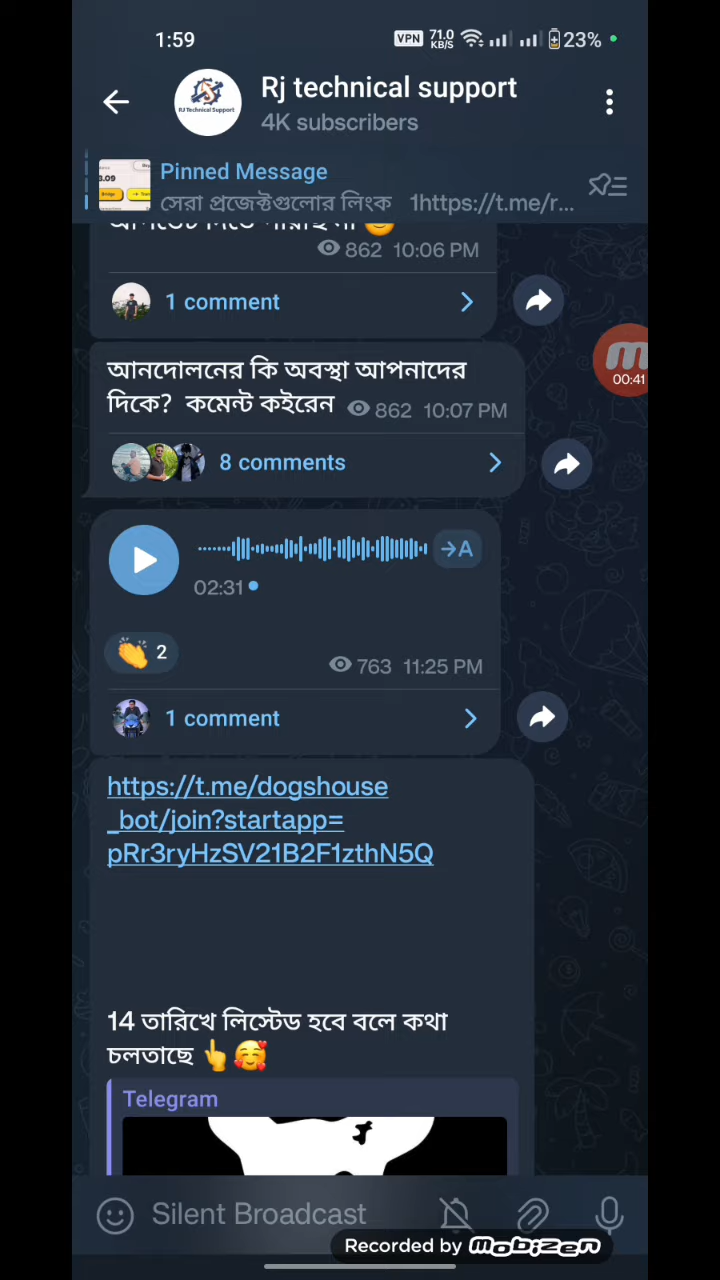 1:59
VPN 71.0 KB/S 23%
RJ Technical Support
Rj technical support
4K subscribers
Pinned Message
সেরা প্রজেক্টগুলোর লিংক 1https://t.me/r...
862 10:06 PM
1 comment
আনদোলনের কি অবস্থা আপনাদের
দিকে? কমেন্ট কইরেন 862 10:07 PM
00:41
8 comments
→A
02:31
👏 2
763 11:25 PM
1 comment
https://t.me/dogshouse
_bot/join?startapp=
pRr3ryHzSV21B2F1zthN5Q
14 তারিখে লিস্টেড হবে বলে কথা
চলতাছে 👆🥰
Telegram
Silent Broadcast
Recorded by mobizen